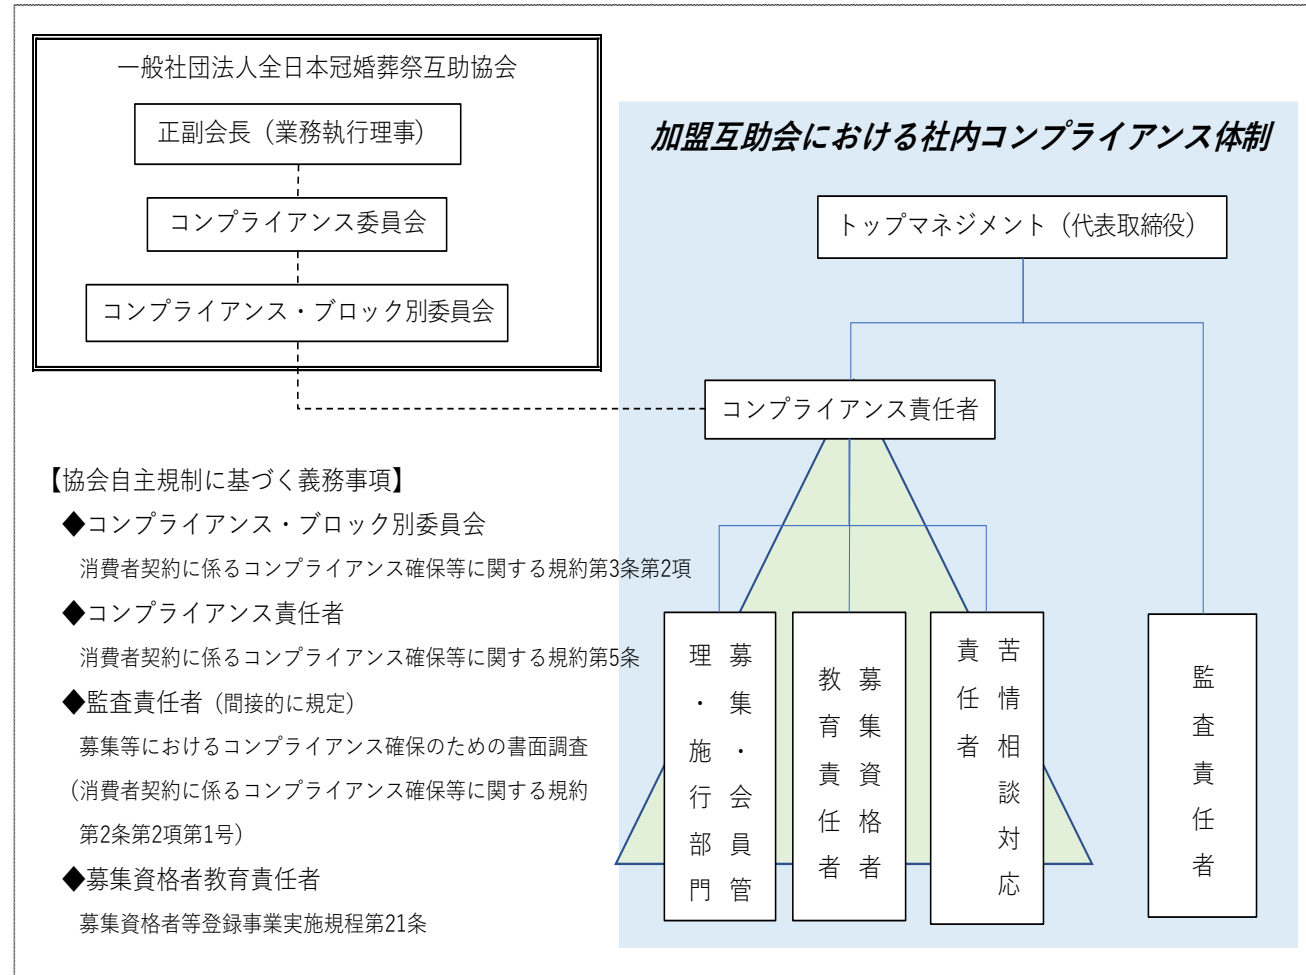 一般社団法人全日本冠婚葬祭互助協会
正副会長（業務執行理事）
コンプライアンス委員会
コンプライアンス・ブロック別委員会
加盟互助会における社内コンプライアンス体制
トップマネジメント（代表取締役）
コンプライアンス責任者
募集・会員管
理・施行部門
募集資格者
教育責任者
苦情相談対応
責任者
監査責任者
【協会自主規制に基づく義務事項】
◆コンプライアンス・ブロック別委員会
消費者契約に係るコンプライアンス確保等に関する規約第3条第2項
◆コンプライアンス責任者
消費者契約に係るコンプライアンス確保等に関する規約第5条
◆監査責任者（間接的に規定）
募集等におけるコンプライアンス確保のための書面調査
（消費者契約に係るコンプライアンス確保等に関する規約
第2条第2項第1号）
◆募集資格者教育責任者
募集資格者等登録事業実施規程第21条